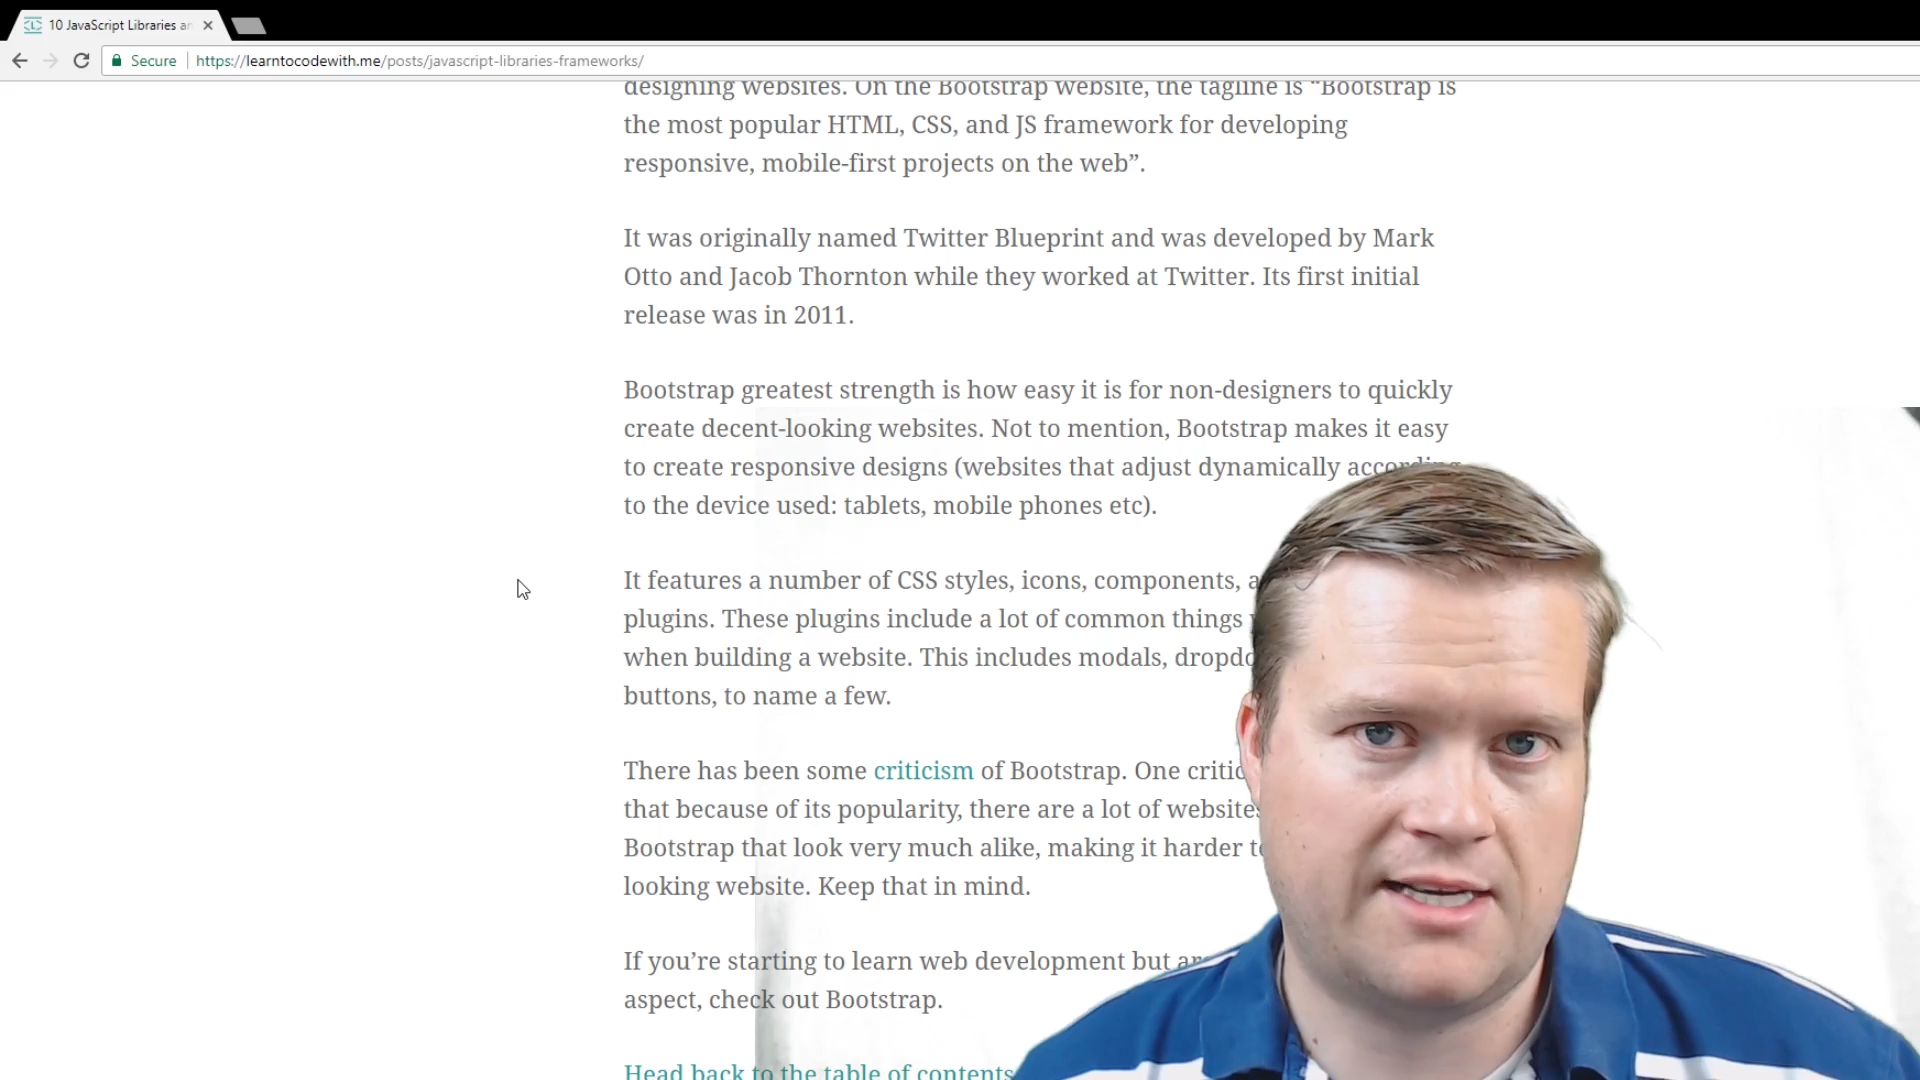 10 JavaScript Libraries an
Secure https://learntocodewith.me/posts/javascript-libraries-frameworks/
designing websites. On the Bootstrap website, the tagline is “Bootstrap is
the most popular HTML, CSS, and JS framework for developing
responsive, mobile-first projects on the web”.
It was originally named Twitter Blueprint and was developed by Mark
Otto and Jacob Thornton while they worked at Twitter. Its first initial
release was in 2011.
Bootstrap greatest strength is how easy it is for non-designers to quickly
create decent-looking websites. Not to mention, Bootstrap makes it easy
to create responsive designs (websites that adjust dynamically according
to the device used: tablets, mobile phones etc).
It features a number of CSS styles, icons, components, a
plugins. These plugins include a lot of common things
when building a website. This includes modals, dropdo
buttons, to name a few.
There has been some criticism of Bootstrap. One critic
that because of its popularity, there are a lot of websites
Bootstrap that look very much alike, making it harder to
looking website. Keep that in mind.
If you’re starting to learn web development but ar
aspect, check out Bootstrap.
Head back to the table of contents